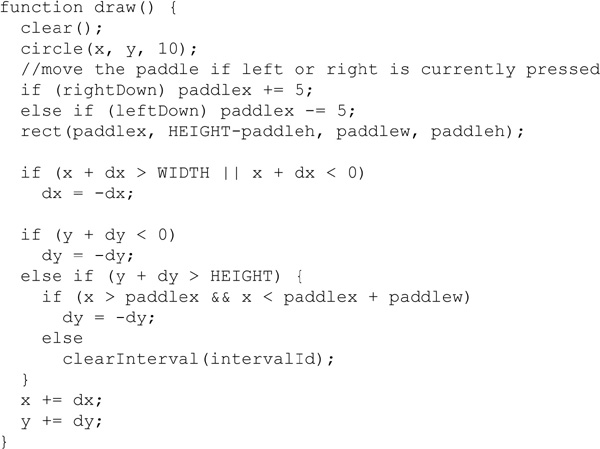 function draw() {
  clear();
  circle(x, y, 10);
  //move the paddle if left or right is currently pressed
  if (rightDown) paddlex += 5;
  else if (leftDown) paddlex -= 5;
  rect(paddlex, HEIGHT-paddleh, paddlew, paddleh);

  if (x + dx > WIDTH || x + dx < 0)
    dx = -dx;

  if (y + dy < 0)
    dy = -dy;
  else if (y + dy > HEIGHT) {
    if (x > paddlex && x < paddlex + paddlew)
      dy = -dy;
    else
      clearInterval(intervalId);
  }
  x += dx;
  y += dy;
}